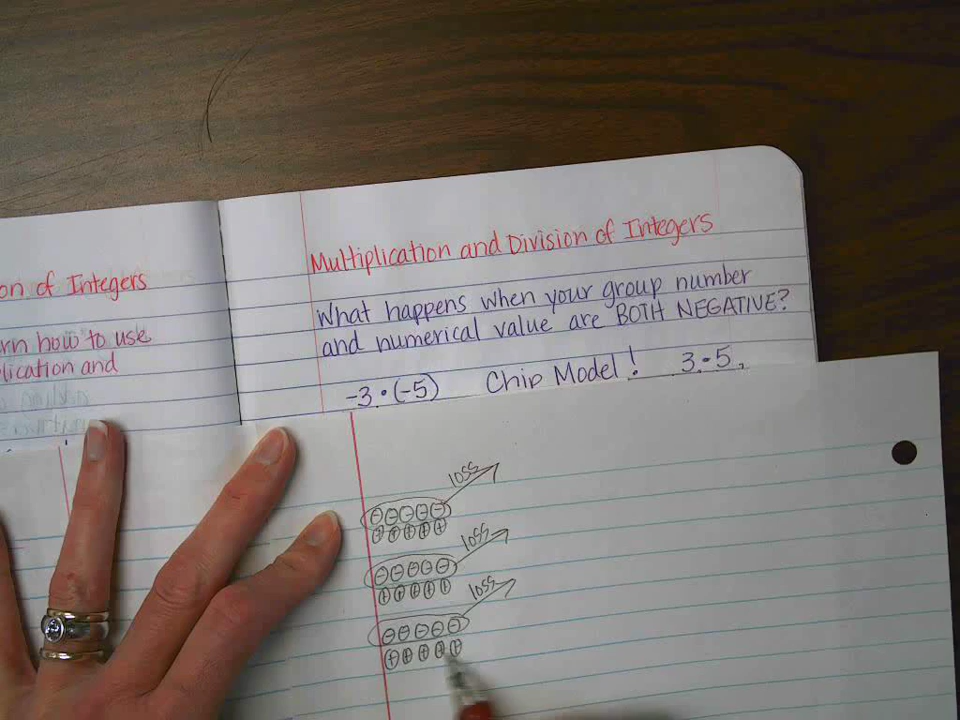 on of Integers
rn how to use
lication and
Multiplication and Division of Integers
What happens when your group number
and numerical value are BOTH NEGATIVE?
-3 • (-5) Chip Model! 3 • 5
loss
⊖⊖⊖⊖⊖
⊕⊕⊕⊕⊕
loss
⊖⊖⊖⊖⊖
⊕⊕⊕⊕⊕
loss
⊖⊖⊖⊖⊖
⊕⊕⊕⊕⊕